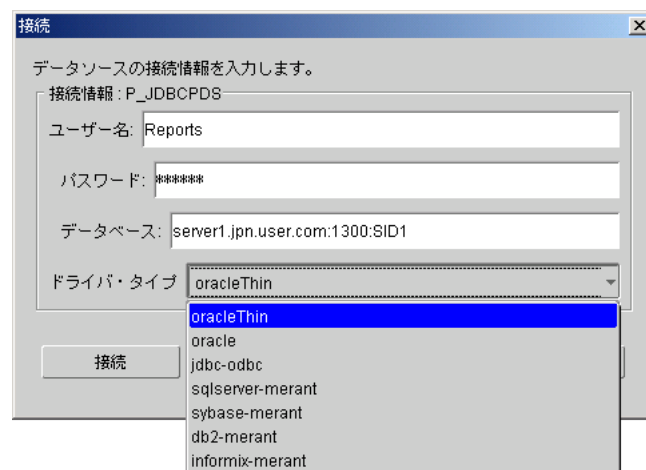 接続
データソースの接続情報を入力します。
接続情報 : P_JDBCPDS
ユーザー名: Reports
パスワード: ******
データベース: server1.jpn.user.com:1300:SID1
ドライバ・タイプ oracleThin
oracleThin
oracle
接続
jdbc-odbc
sqlserver-merant
sybase-merant
db2-merant
informix-merant